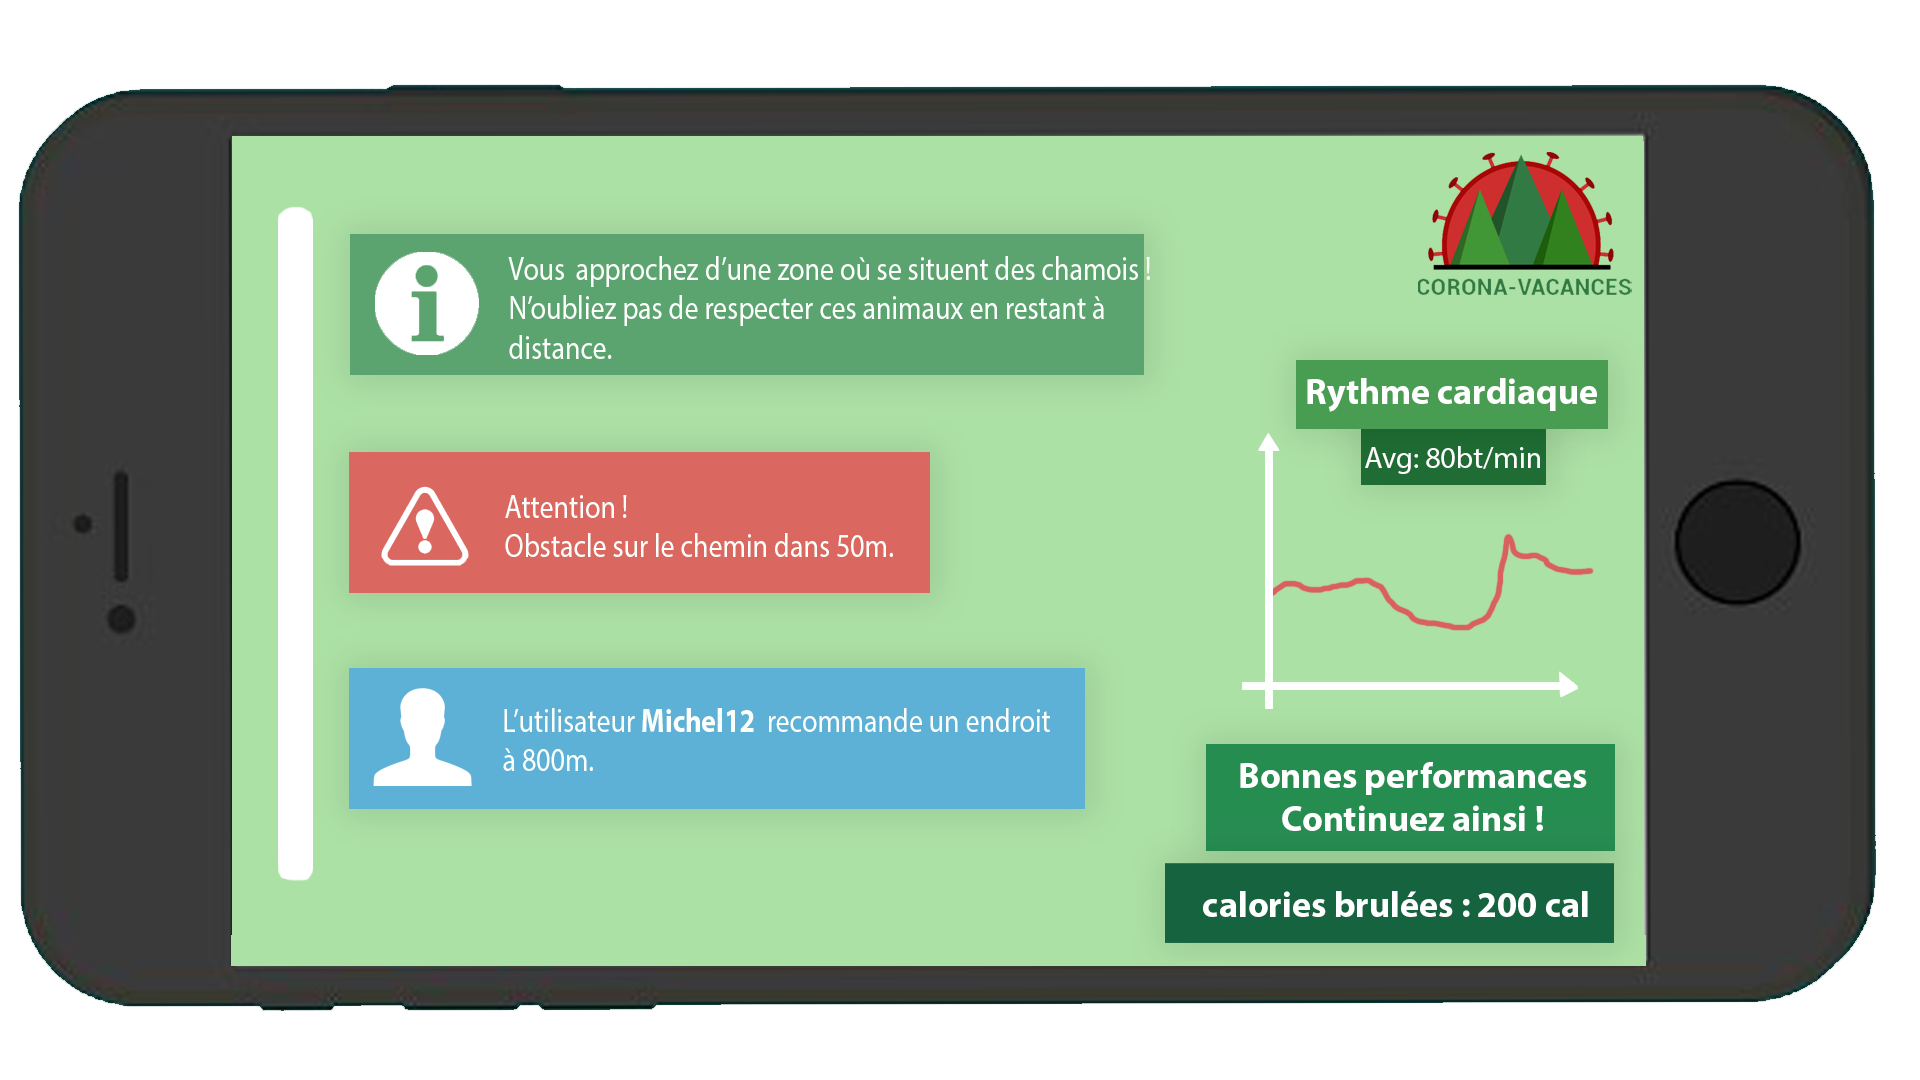 CORONA-VACANCES
Vous approchez d’une zone où se situent des chamois !
N’oubliez pas de respecter ces animaux en restant à
distance.
Attention !
Obstacle sur le chemin dans 50m.
L’utilisateur Michel12 recommande un endroit
à 800m.
Rythme cardiaque
Avg: 80bt/min
Bonnes performances
Continuez ainsi !
calories brulées : 200 cal